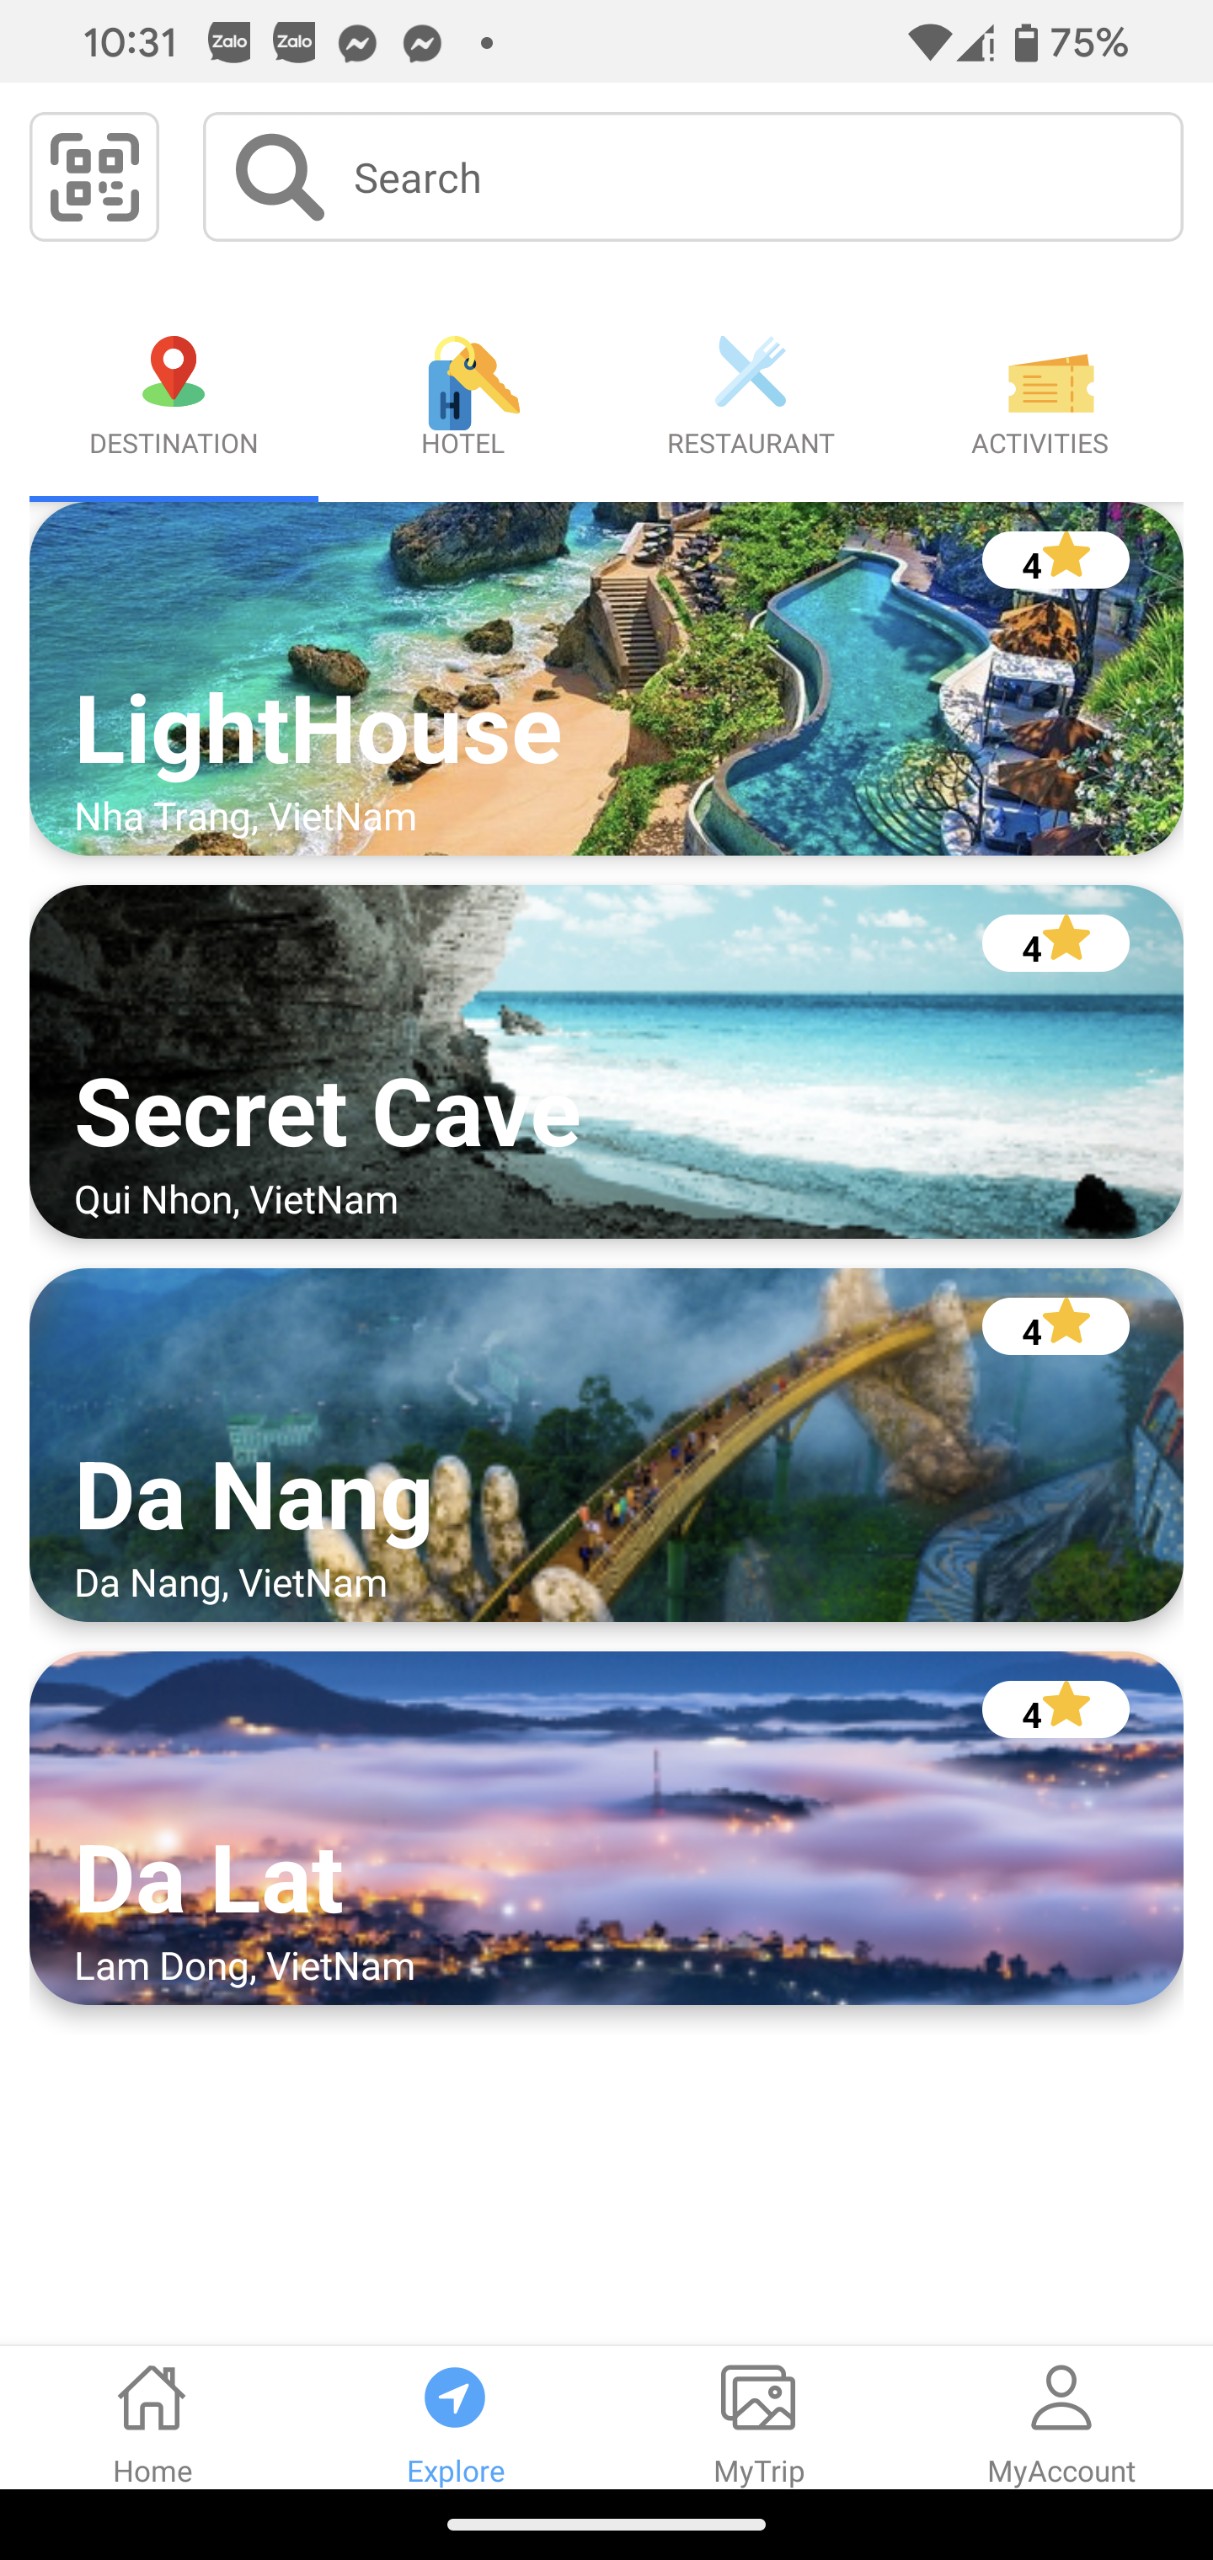 10:31 Zalo Zalo 75%
Search
DESTINATION HOTEL RESTAURANT ACTIVITIES
4
LightHouse
Nha Trang, VietNam
4
Secret Cave
Qui Nhon, VietNam
4
Da Nang
Da Nang, VietNam
4
Da Lat
Lam Dong, VietNam
Home Explore MyTrip MyAccount